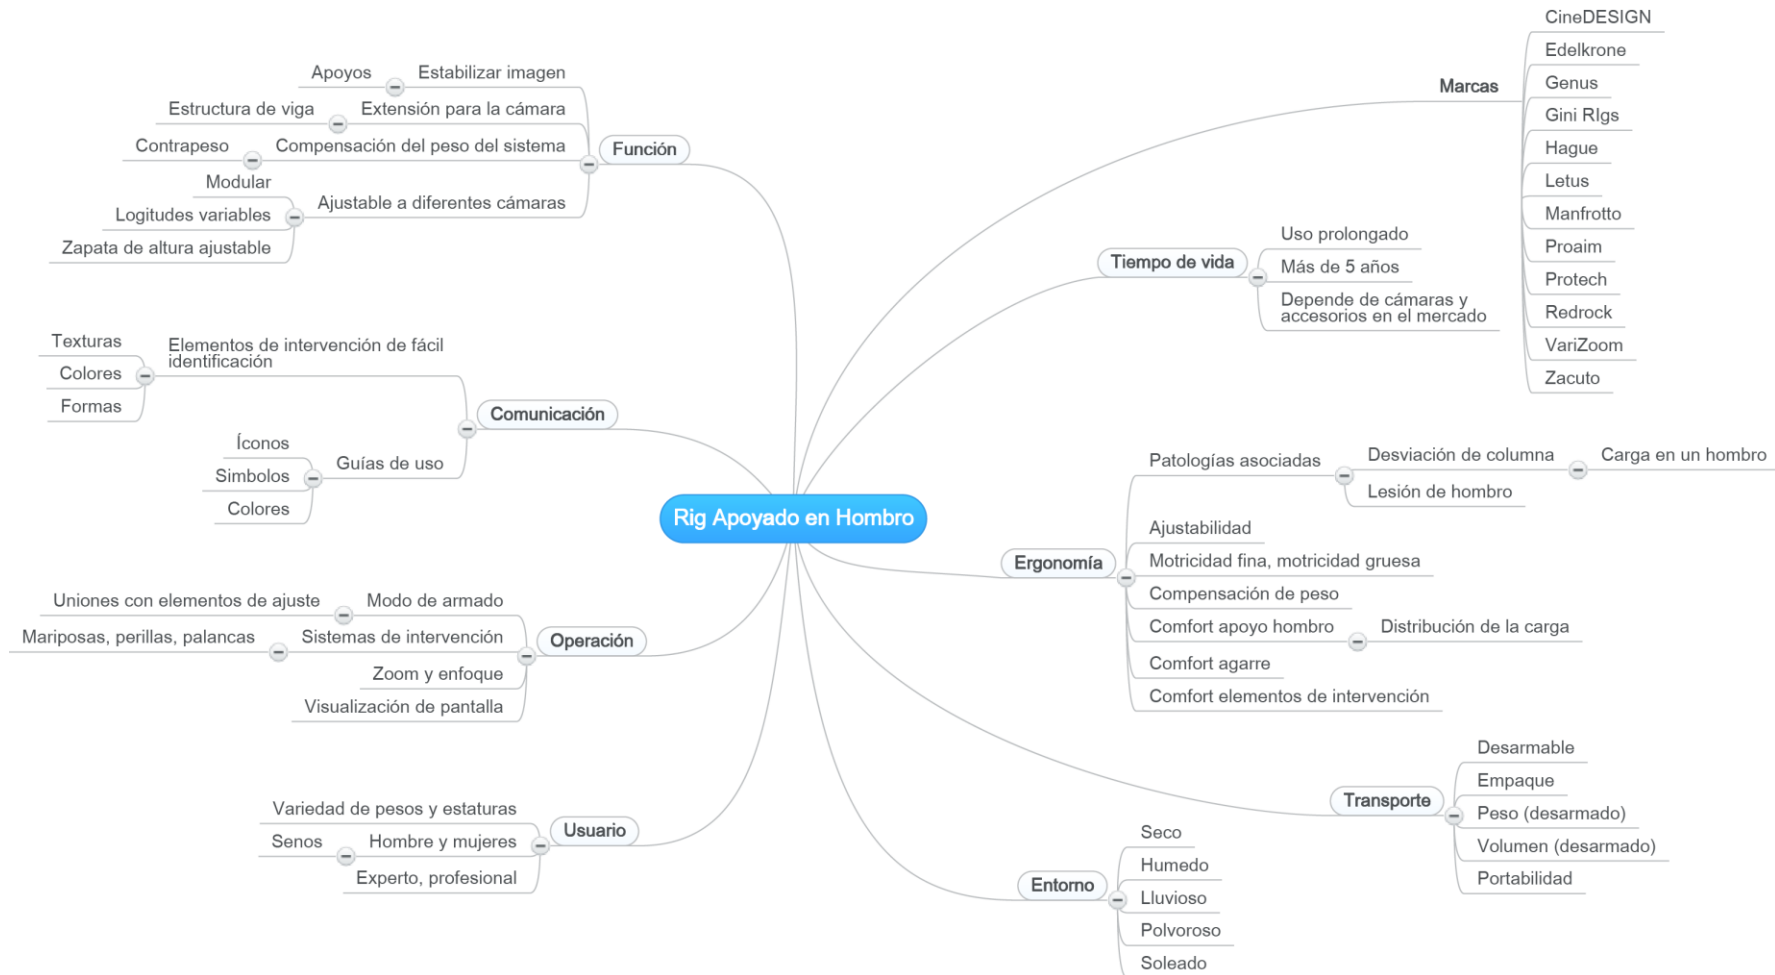 Rig Apoyado en Hombro
Función
Estabilizar imagen
Apoyos
Extensión para la cámara
Estructura de viga
Compensación del peso del sistema
Contrapeso
Ajustable a diferentes cámaras
Modular
Logitudes variables
Zapata de altura ajustable
Comunicación
Elementos de intervención de fácil
identificación
Texturas
Colores
Formas
Guías de uso
Íconos
Simbolos
Colores
Operación
Modo de armado
Uniones con elementos de ajuste
Sistemas de intervención
Mariposas, perillas, palancas
Zoom y enfoque
Visualización de pantalla
Usuario
Variedad de pesos y estaturas
Hombre y mujeres
Senos
Experto, profesional
Marcas
CineDESIGN
Edelkrone
Genus
Gini RIgs
Hague
Letus
Manfrotto
Proaim
Protech
Redrock
VariZoom
Zacuto
Tiempo de vida
Uso prolongado
Más de 5 años
Depende de cámaras y
accesorios en el mercado
Ergonomía
Patologías asociadas
Desviación de columna
Carga en un hombro
Lesión de hombro
Ajustabilidad
Motricidad fina, motricidad gruesa
Compensación de peso
Comfort apoyo hombro
Distribución de la carga
Comfort agarre
Comfort elementos de intervención
Transporte
Desarmable
Empaque
Peso (desarmado)
Volumen (desarmado)
Portabilidad
Entorno
Seco
Humedo
Lluvioso
Polvoroso
Soleado